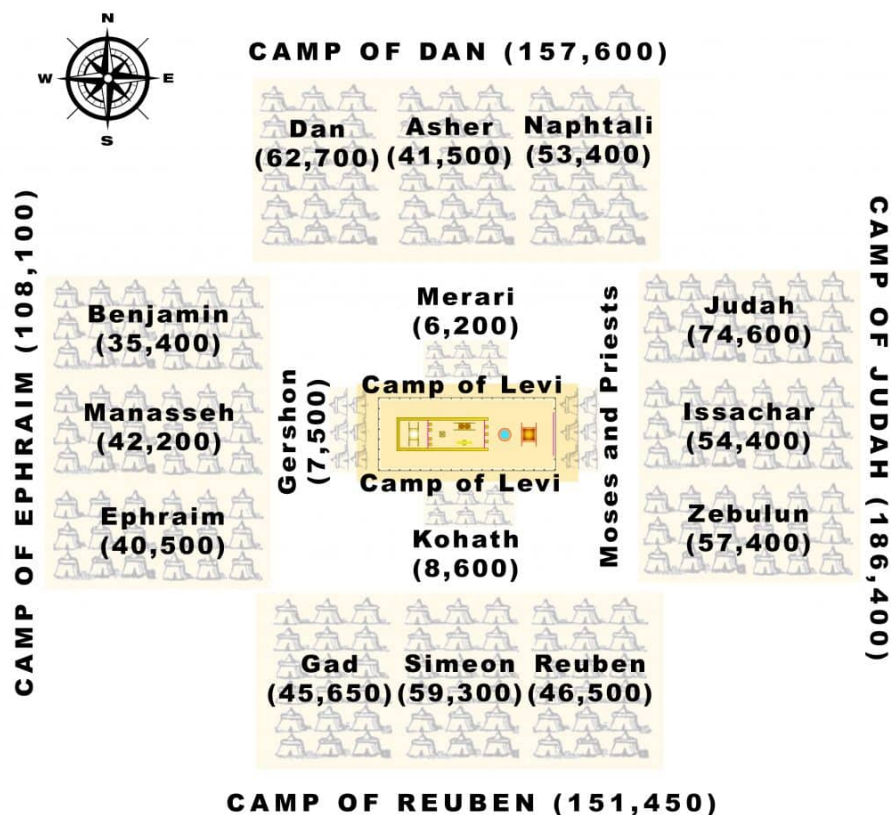 N
W
E
S
CAMP OF DAN (157,600)
Dan
(62,700)
Asher
(41,500)
Naphtali
(53,400)
CAMP OF EPHRAIM (108,100)
Benjamin
(35,400)
Manasseh
(42,200)
Ephraim
(40,500)
Gershon
(7,500)
Merari
(6,200)
Camp of Levi
Camp of Levi
Kohath
(8,600)
Moses and Priests
Judah
(74,600)
Issachar
(54,400)
Zebulun
(57,400)
CAMP OF JUDAH (186,400)
Gad
(45,650)
Simeon
(59,300)
Reuben
(46,500)
CAMP OF REUBEN (151,450)